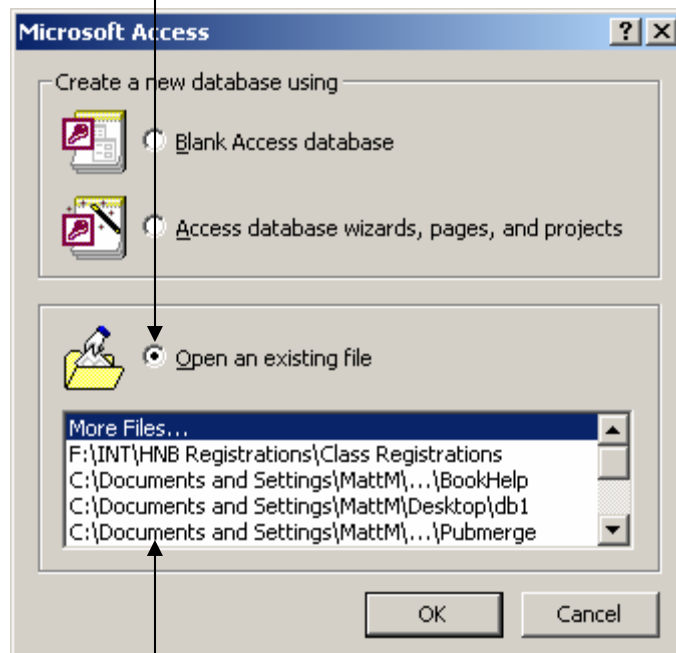 Microsoft Access
Create a new database using
Blank Access database
Access database wizards, pages, and projects
Open an existing file
More Files...
F:\INT\HNB Registrations\Class Registrations
C:\Documents and Settings\MattM\...\BookHelp
C:\Documents and Settings\MattM\Desktop\db1
C:\Documents and Settings\MattM\...\Pubmerge
OK Cancel